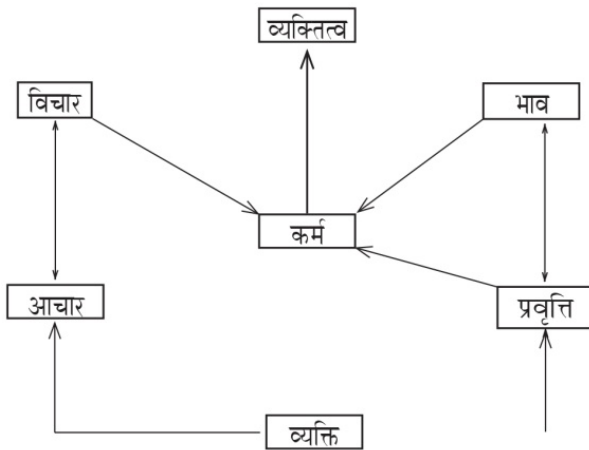 व्यक्तित्व
विचार
भाव
कर्म
आचार
प्रवृत्ति
व्यक्ति